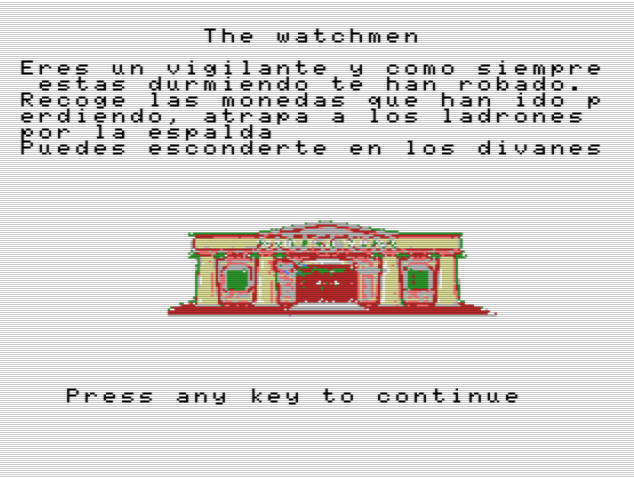 The watchmen
Eres un vigilante y como siempre
estas durmiendo te han robado.
Recoge las monedas que han ido p
erdiendo, atrapa a los ladrones
por la espalda
Puedes esconderte en los divanes
Press any key to continue